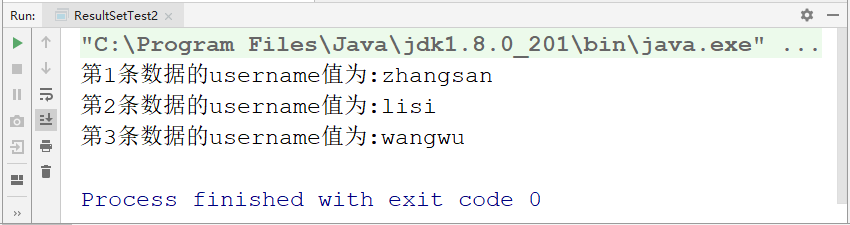 Run: ResultSetTest2
"C:\Program Files\Java\jdk1.8.0_201\bin\java.exe" ...
第1条数据的username值为:zhangsan
第2条数据的username值为:lisi
第3条数据的username值为:wangwu
Process finished with exit code 0